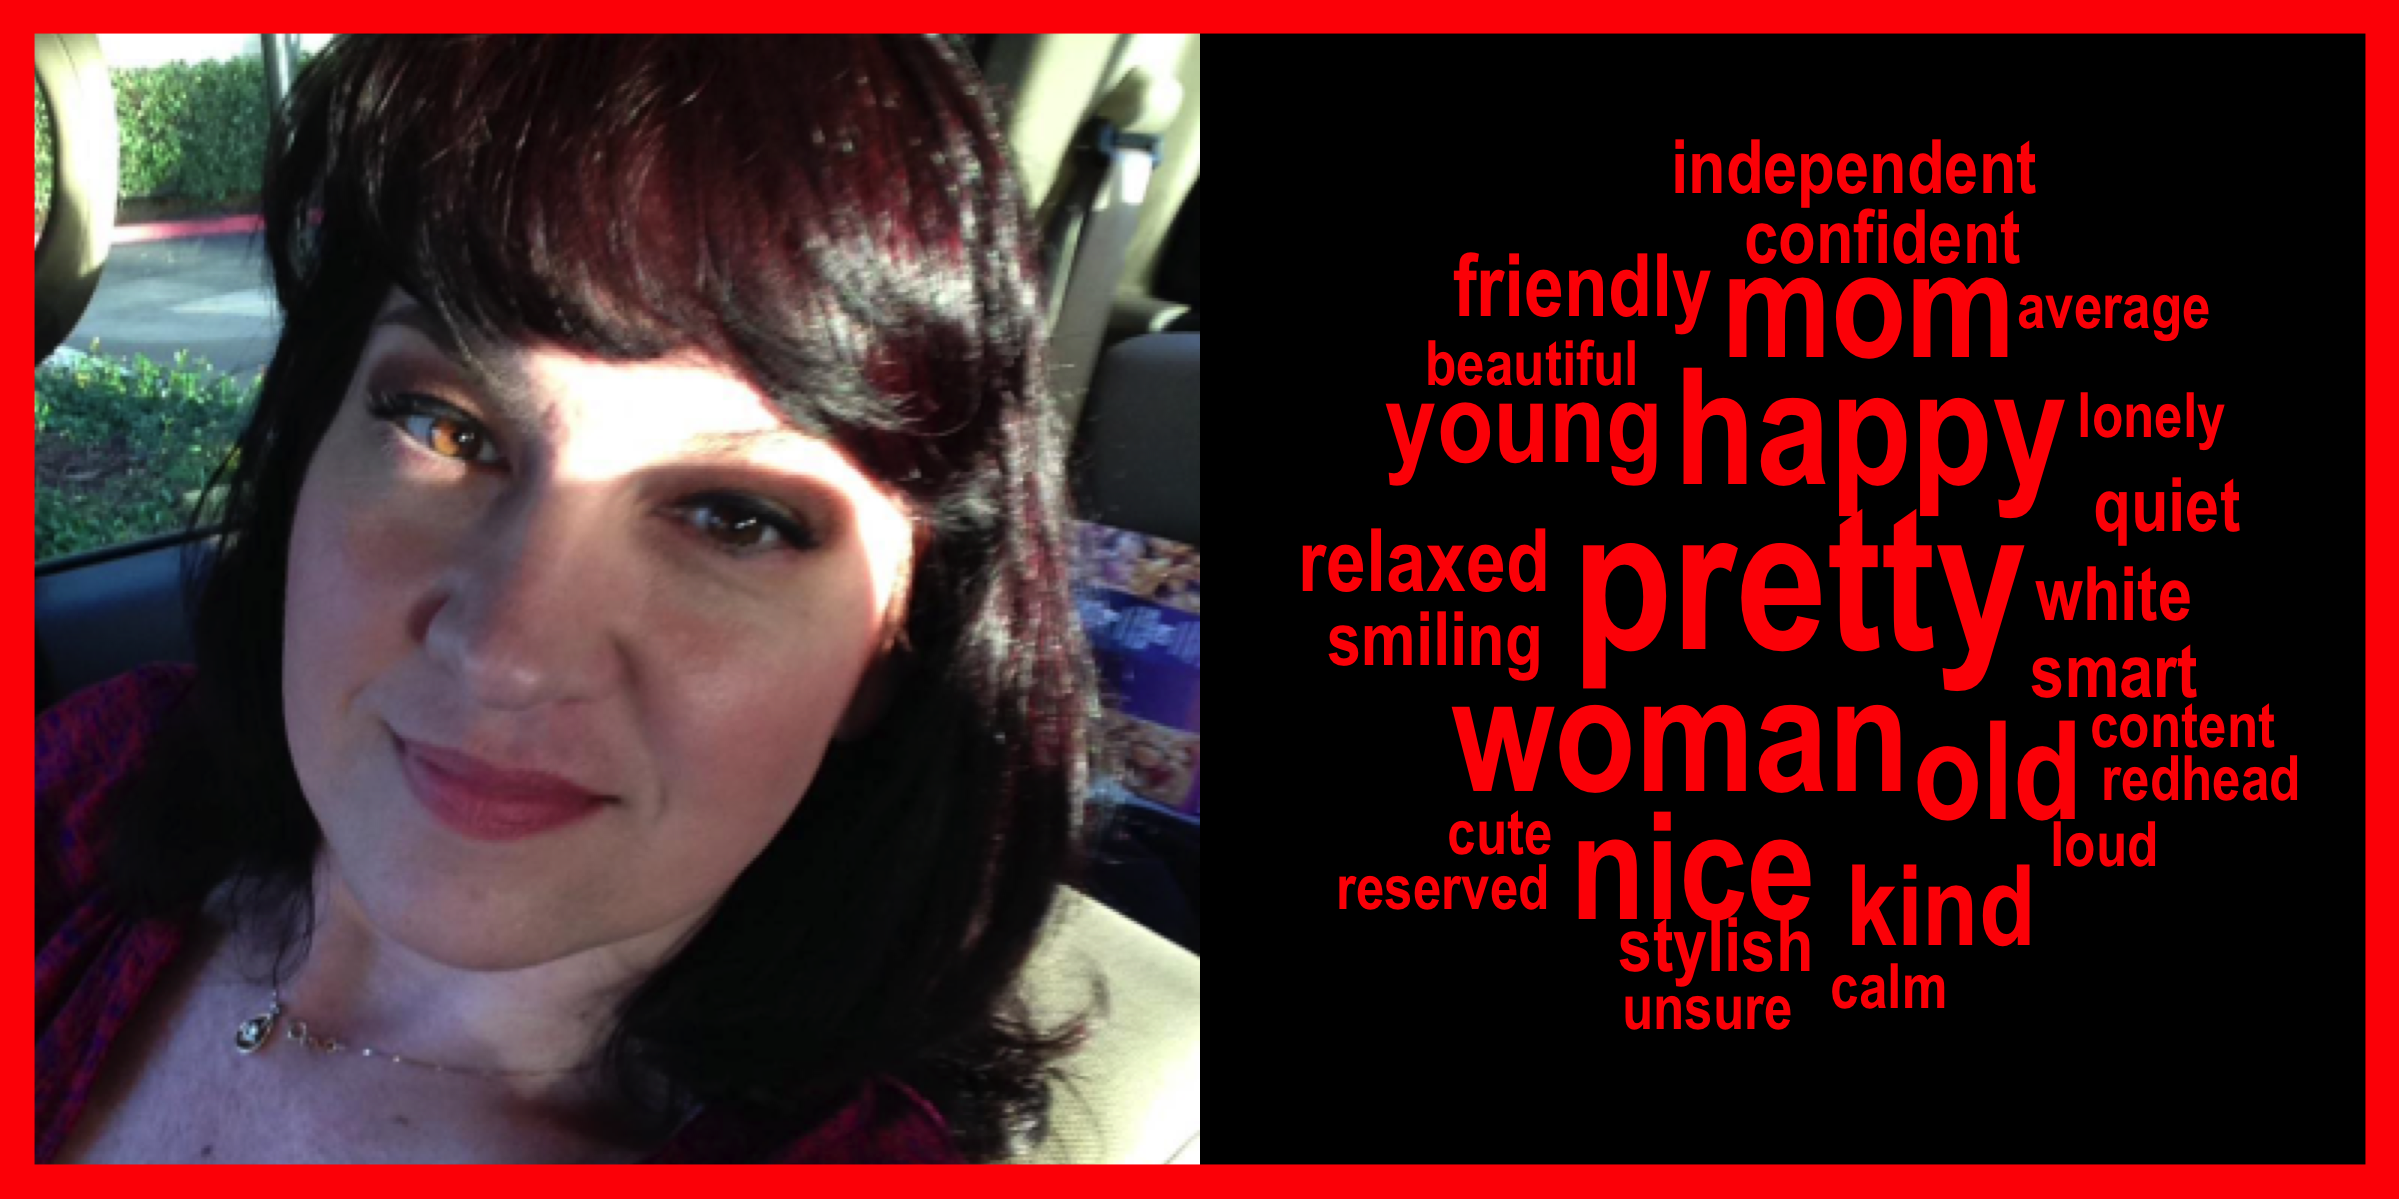 independent
confident
friendly mom average
beautiful
young happy lonely
quiet
relaxed pretty white
smiling
smart
woman old content
redhead
cute nice loud
reserved kind
stylish
calm
unsure